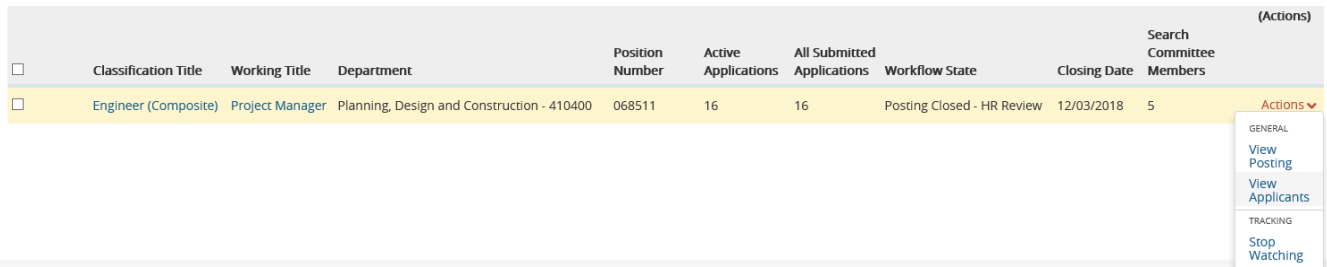 (Actions)
Search
Position Active All Submitted Committee
Classification Title Working Title Department Number Applications Applications Workflow State Closing Date Members
Engineer (Composite) Project Manager Planning, Design and Construction - 410400 068511 16 16 Posting Closed - HR Review 12/03/2018 5 Actions
GENERAL
View
Posting
View
Applicants
TRACKING
Stop
Watching